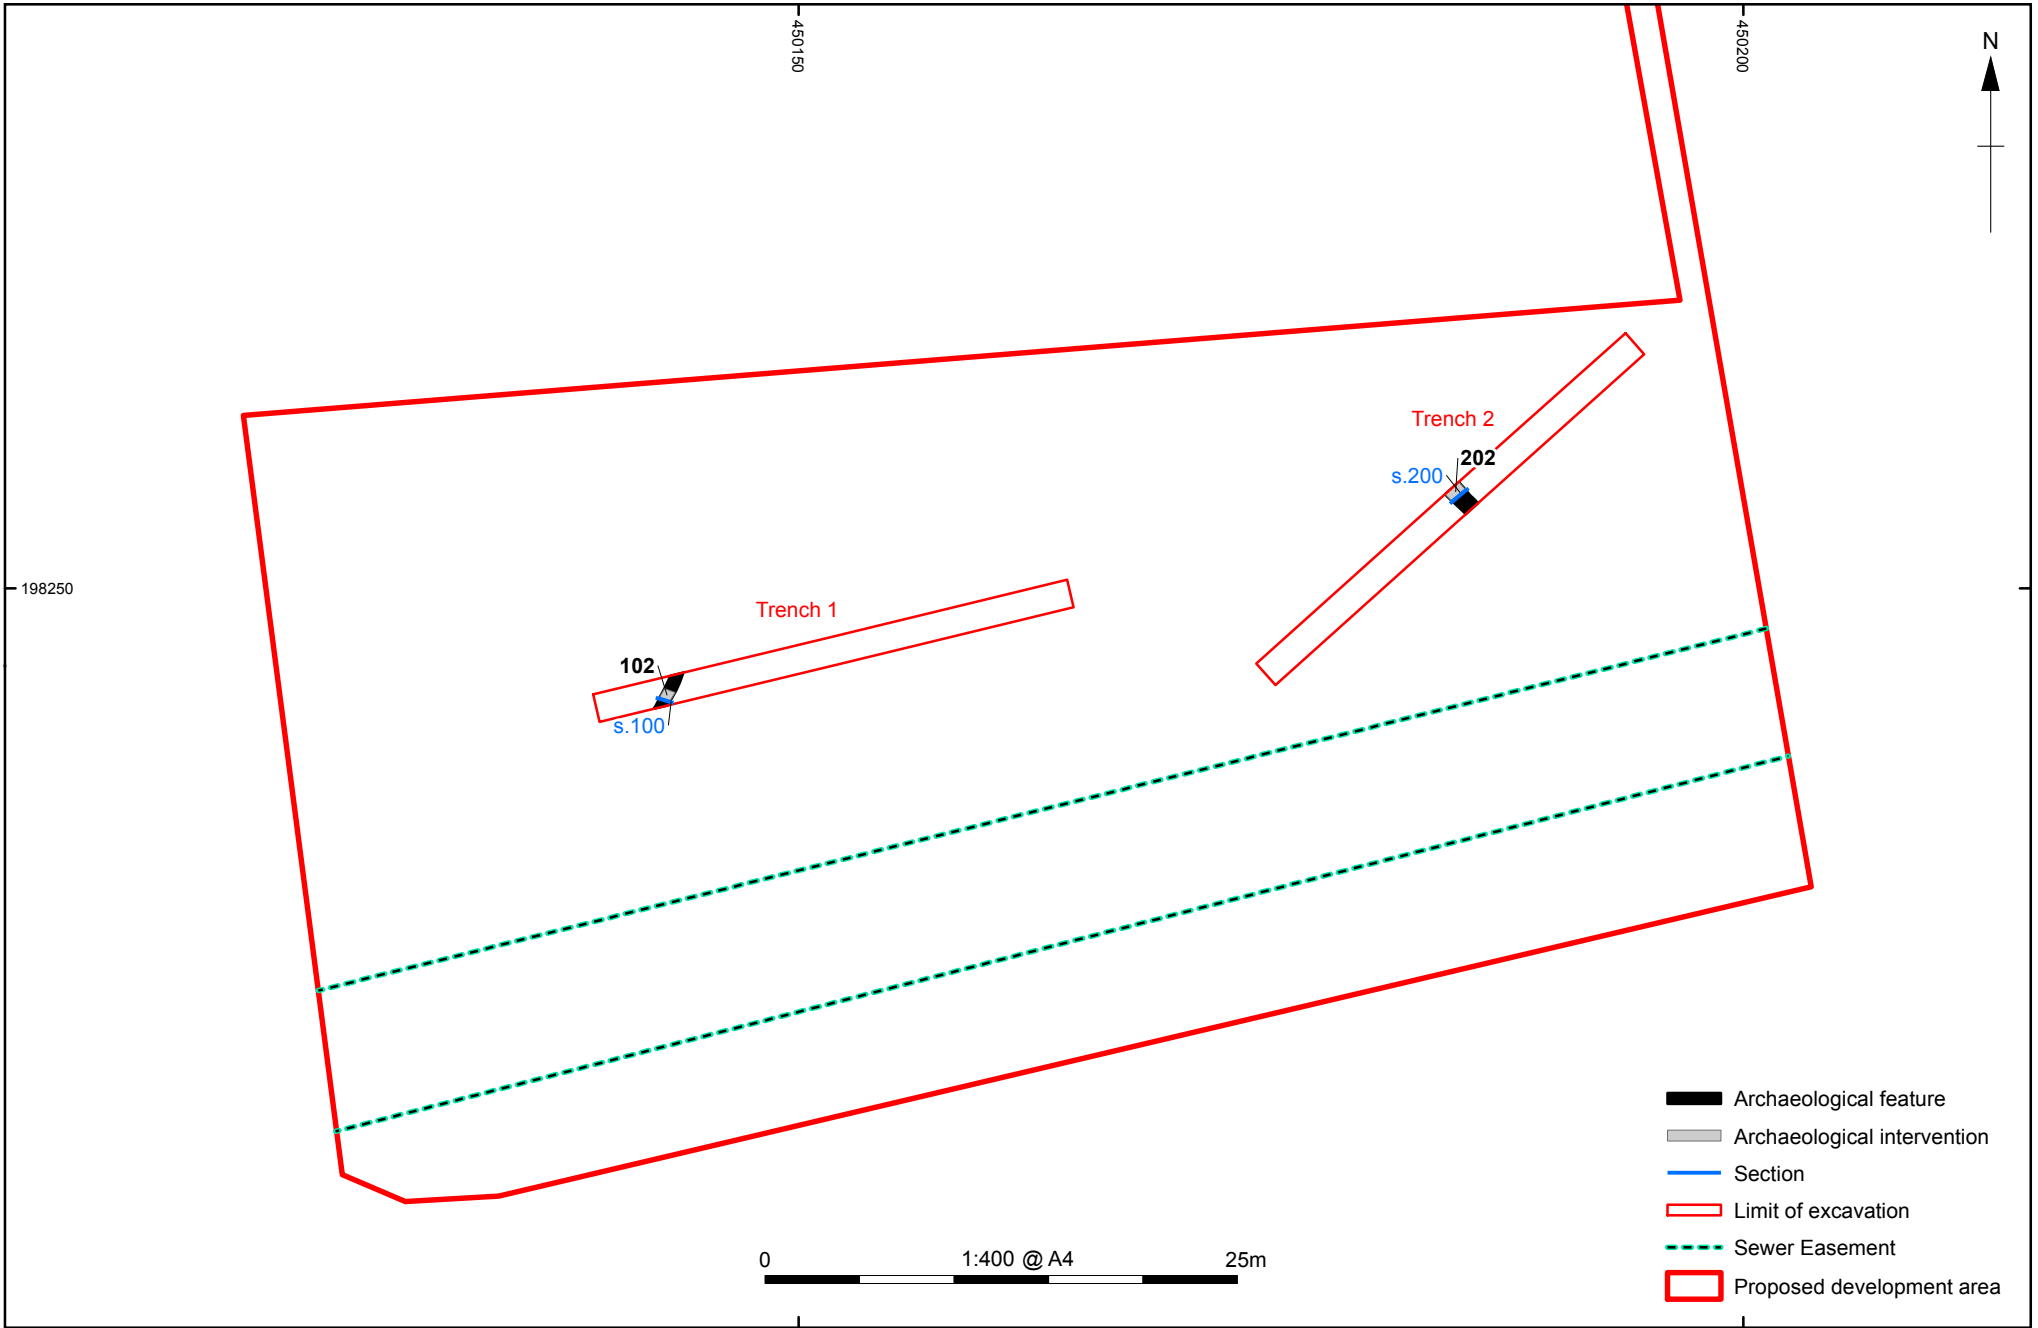 450150
450200
N
Trench 2
202
s.200
198250
Trench 1
102
s.100
Archaeological feature
Archaeological intervention
Section
Limit of excavation
Sewer Easement
Proposed development area
0 1:400 @ A4 25m